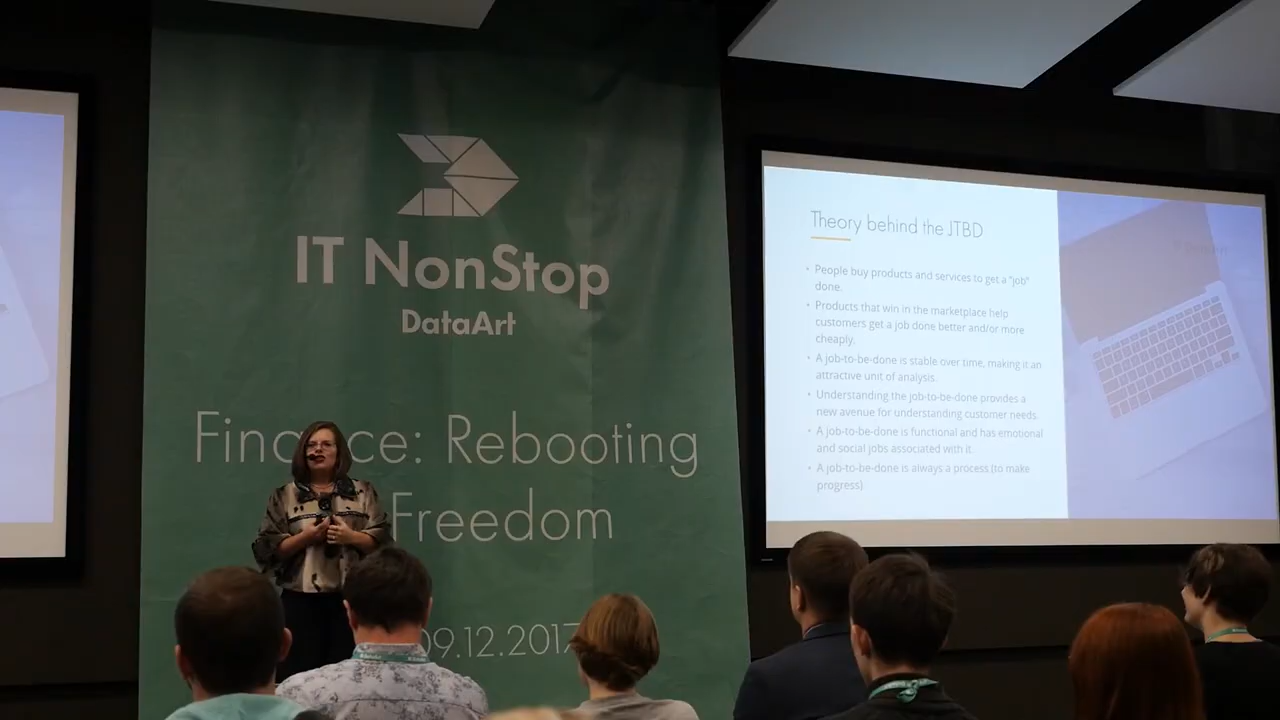 IT NonStop
DataArt
Finance: Rebooting
Freedom
09.12.2017
Theory behind the JTBD
• People buy products and services to get a "job"
done.
• Products that win in the marketplace help
customers get a job done better and/or more
cheaply.
• A job-to-be-done is stable over time, making it an
attractive unit of analysis.
• Understanding the job-to-be-done provides a
new avenue for understanding customer needs.
• A job-to-be-done is functional and has emotional
and social jobs associated with it.
• A job-to-be-done is always a process (to make
progress)